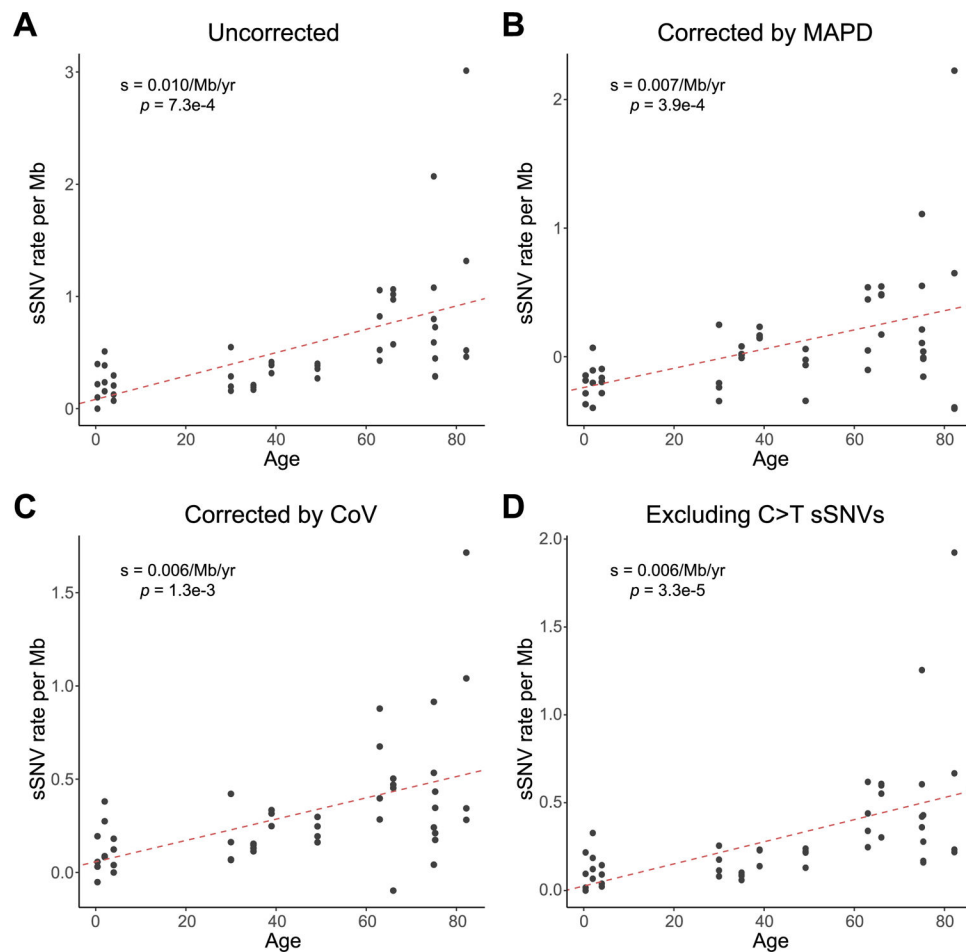 A
Uncorrected
s = 0.010/Mb/yr
p = 7.3e-4
sSNV rate per Mb
3
2
1
0
0 20 40 60 80
Age
B
Corrected by MAPD
s = 0.007/Mb/yr
p = 3.9e-4
sSNV rate per Mb
2
1
0
0 20 40 60 80
Age
C
Corrected by CoV
s = 0.006/Mb/yr
p = 1.3e-3
sSNV rate per Mb
1.5
1.0
0.5
0.0
0 20 40 60 80
Age
D
Excluding C>T sSNVs
s = 0.006/Mb/yr
p = 3.3e-5
sSNV rate per Mb
2.0
1.5
1.0
0.5
0.0
0 20 40 60 80
Age